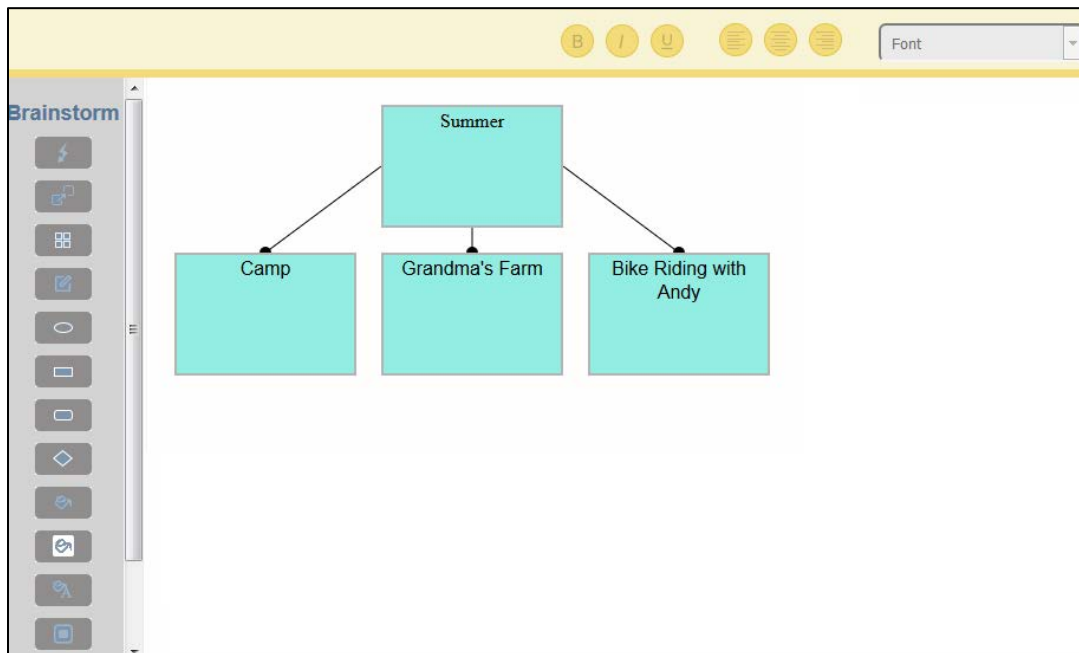 B I U
Font
Brainstorm
Summer
Camp
Grandma's Farm
Bike Riding with
Andy
A